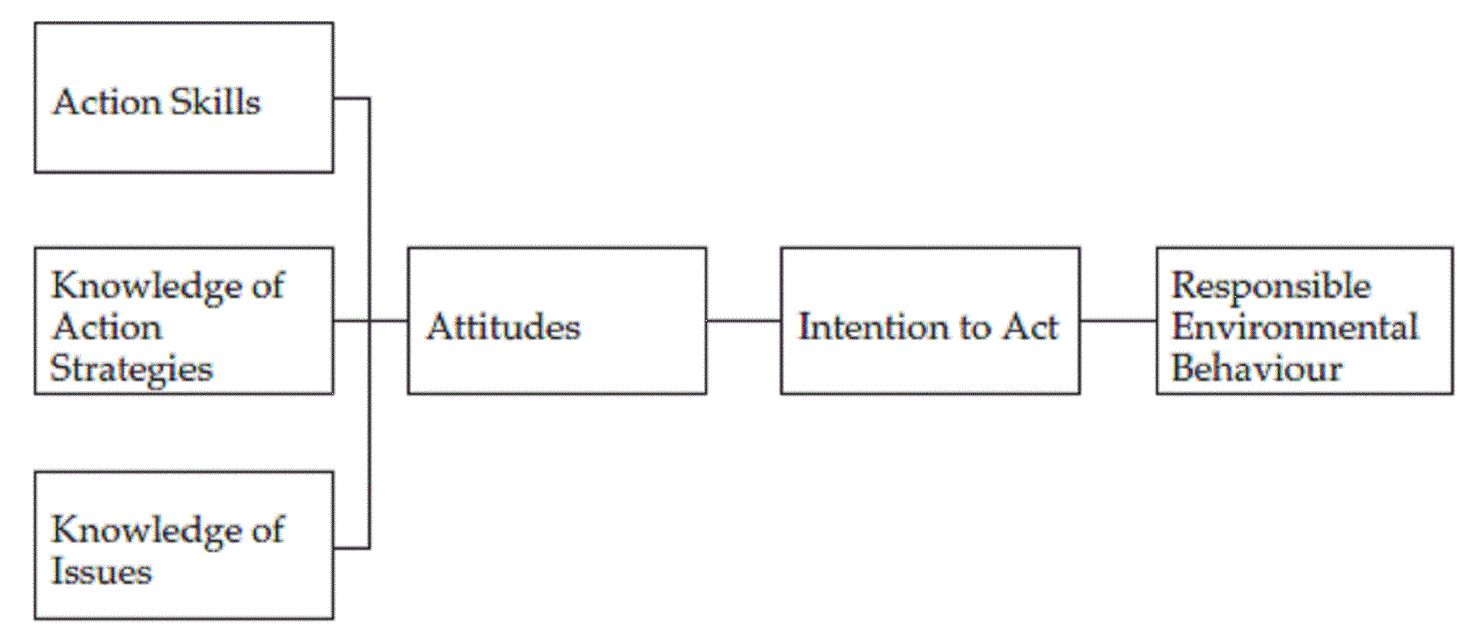 Action Skills
Knowledge of
Action
Strategies
Knowledge of
Issues
Attitudes
Intention to Act
Responsible
Environmental
Behaviour